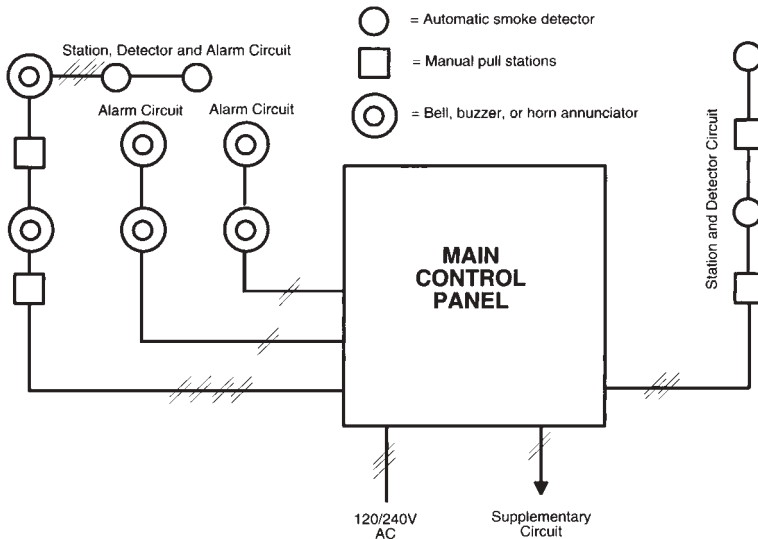 = Automatic smoke detector
= Manual pull stations
= Bell, buzzer, or horn annunciator
Station, Detector and Alarm Circuit
Alarm Circuit
Alarm Circuit
MAIN
CONTROL
PANEL
Station and Detector Circuit
120/240V
AC
Supplementary
Circuit